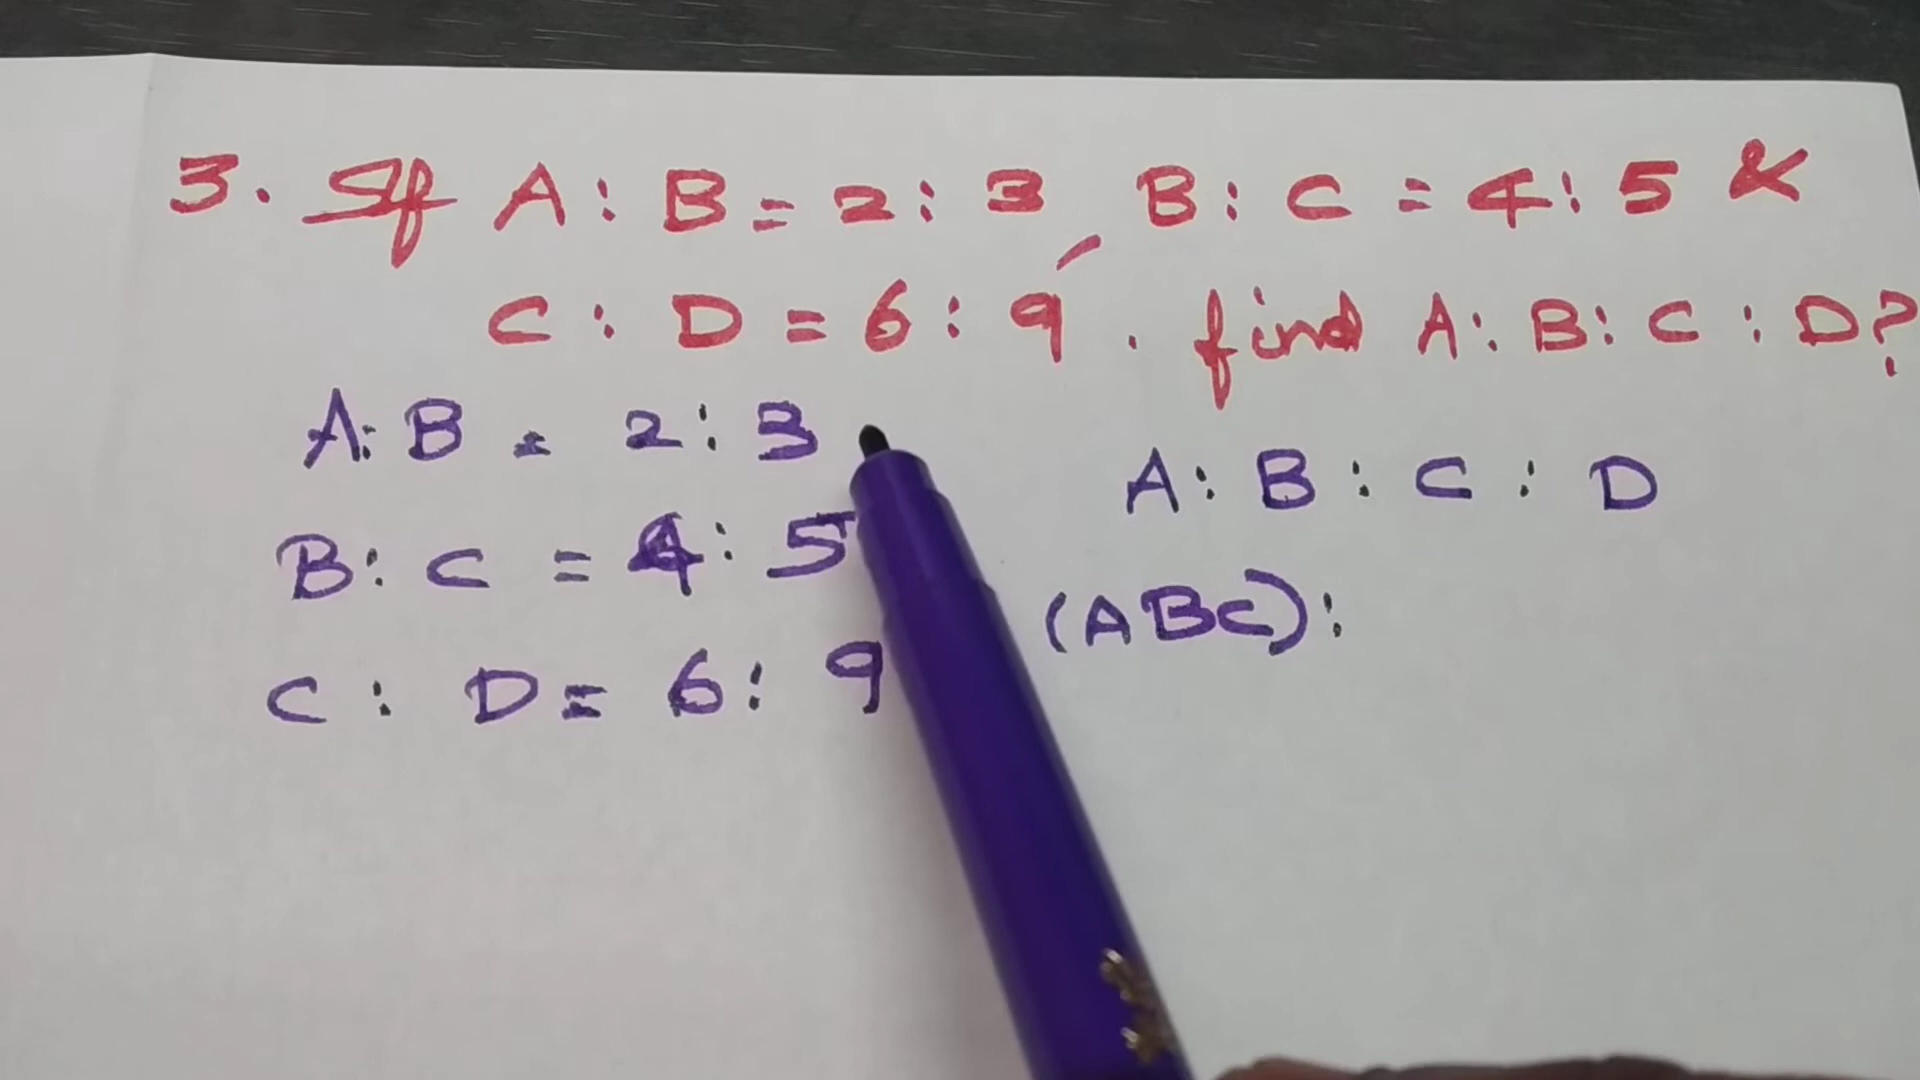 3. If A : B = 2 : 3 B : C = 4 : 5 &
C : D = 6 : 9 . find A : B : C : D ?
A : B = 2 : 3
B : C = 4 : 5
C : D = 6 : 9
A : B : C : D
(ABC) :